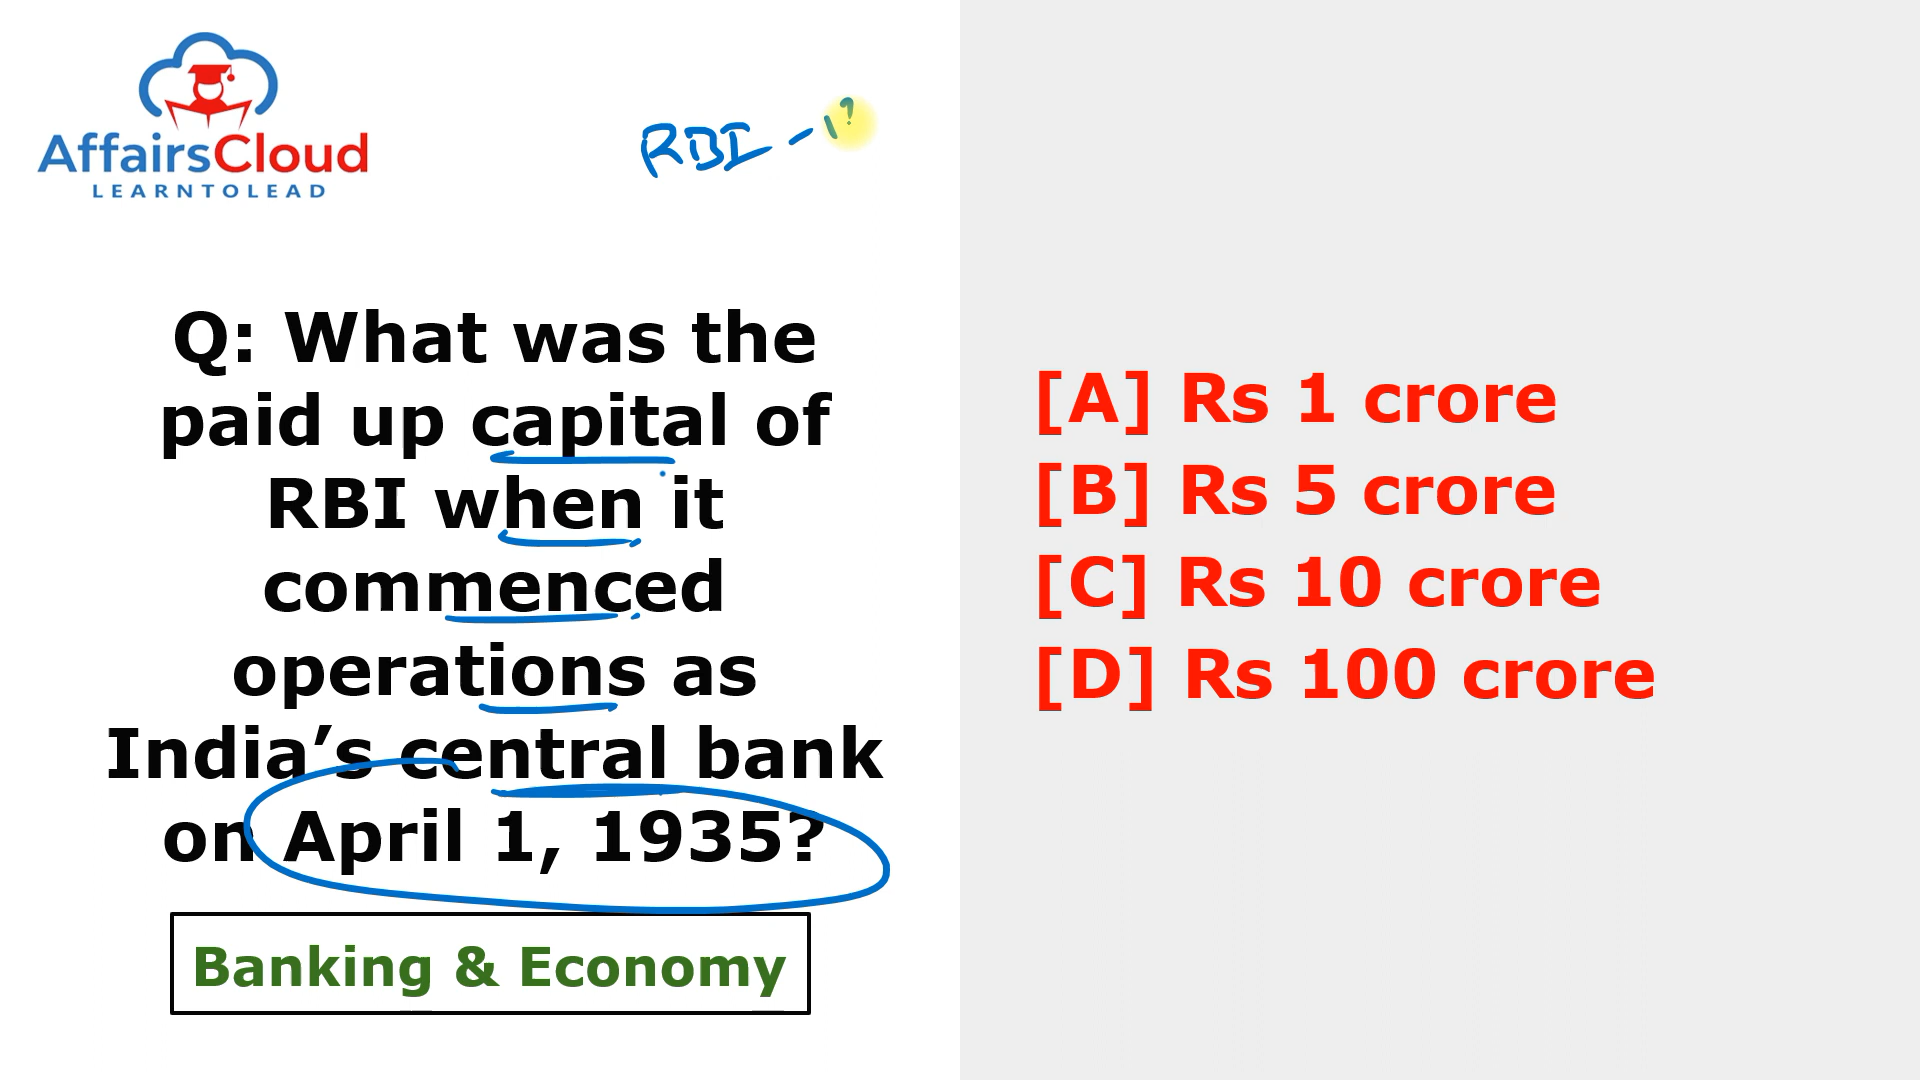 AffairsCloud
LEARNTOLEAD
RBI -
Q: What was the
paid up capital of
RBI when it
commenced
operations as
India’s central bank
on April 1, 1935?
Banking & Economy
[A] Rs 1 crore
[B] Rs 5 crore
[C] Rs 10 crore
[D] Rs 100 crore